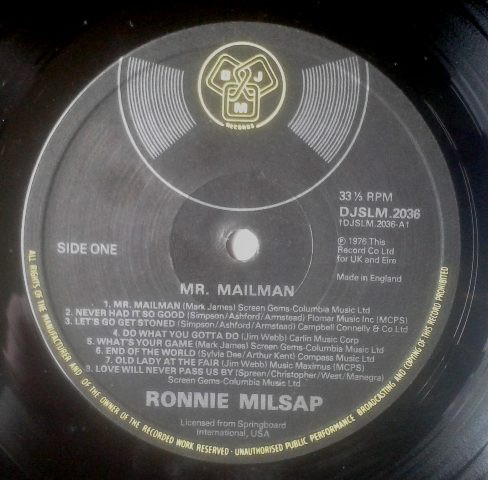 D J
M
RECORDS
33 ⅓ RPM
DJSLM.2036
†DJSLM.2036-A1
℗ 1976 This
Record Co Ltd
for UK and Eire
Made in England
SIDE ONE
MR. MAILMAN
1. MR. MAILMAN (Mark James) Screen Gems-Columbia Music Ltd
2. NEVER HAD IT SO GOOD (Simpson/Ashford/Armstead) Flomar Music Inc (MCPS)
3. LET'S GO GET STONED (Simpson/Ashford/Armstead) Campbell Connelly & Co Ltd
4. DO WHAT YOU GOTTA DO (Jim Webb) Carlin Music Corp
5. WHAT'S YOUR GAME (Mark James) Screen Gems-Columbia Music Ltd
6. END OF THE WORLD (Sylvia Dee/Arthur Kent) Compass Music Ltd
7. OLD LADY AT THE FAIR (Jim Webb) Music Maximus (MCPS)
8. LOVE WILL NEVER PASS US BY (Spreen/Christopher/West/Manegra)
Screen Gems-Columbia Music Ltd
RONNIE MILSAP
Licensed from Springboard
International, USA
ALL RIGHTS OF THE MANUFACTURER AND OF THE OWNER OF THE RECORDED WORK RESERVED · UNAUTHORISED PUBLIC PERFORMANCE BROADCASTING AND COPYING OF THIS RECORD PROHIBITED